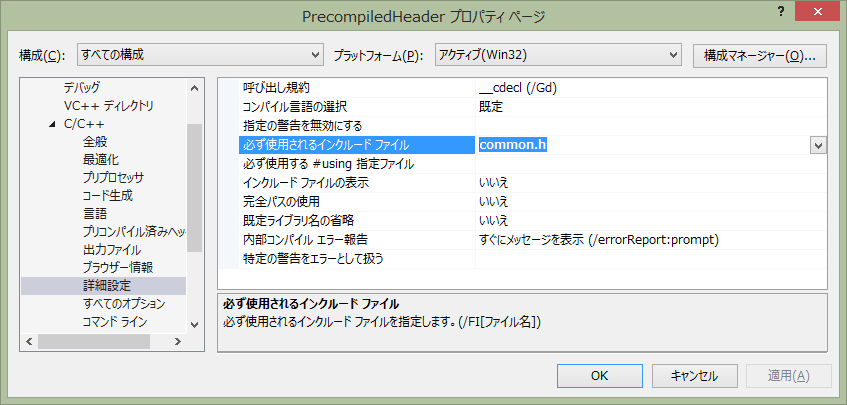 PrecompiledHeader プロパティ ページ
? ×
構成(C): すべての構成 プラットフォーム(P): アクティブ(Win32) 構成マネージャー(O)...
デバッグ
VC++ ディレクトリ
C/C++
全般
最適化
プリプロセッサ
コード生成
言語
プリコンパイル済みヘッ
出力ファイル
ブラウザー情報
詳細設定
すべてのオプション
コマンド ライン
呼び出し規約 __cdecl (/Gd)
コンパイル言語の選択 既定
指定の警告を無効にする
必ず使用されるインクルード ファイル common.h
必ず使用する #using 指定ファイル
インクルード ファイルの表示 いいえ
完全パスの使用 いいえ
既定ライブラリ名の省略 いいえ
内部コンパイル エラー報告 すぐにメッセージを表示 (/errorReport:prompt)
特定の警告をエラーとして扱う
必ず使用されるインクルード ファイル
必ず使用されるインクルード ファイルを指定します。(/FI[ファイル名])
OK キャンセル 適用(A)